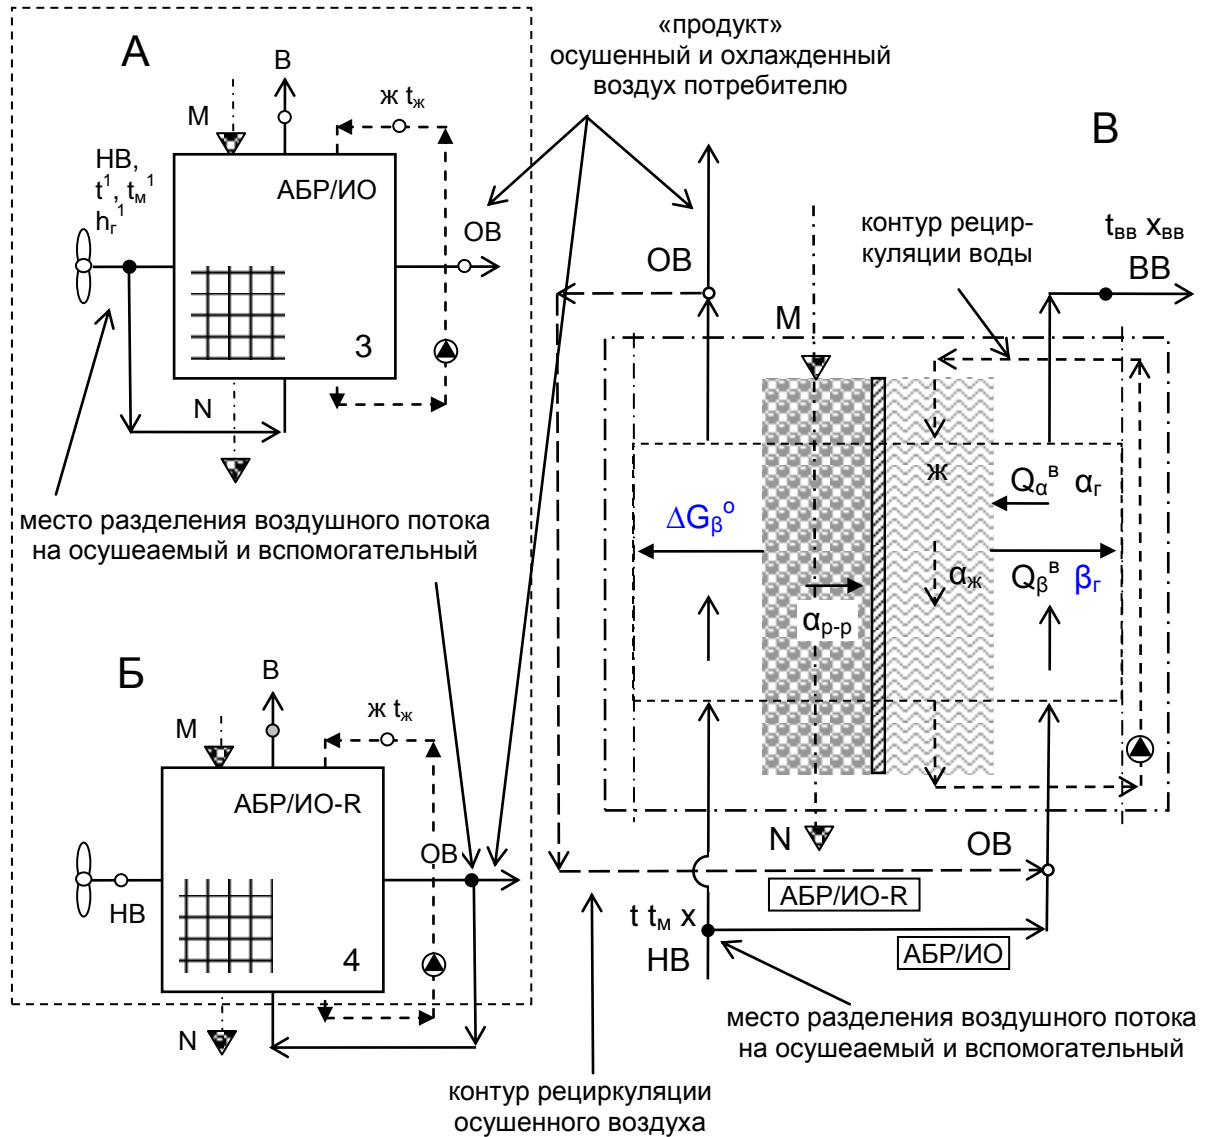 «продукт»
осушенный и охлажденный
воздух потребителю
А
В
М
ж tж
НВ,
t¹, tм¹
hг¹
АБР/ИО
ОВ
3
N
место разделения воздушного потока
на осушеаемый и вспомогательный
Б
В
М
ж tж
АБР/ИО-R
ОВ
НВ
4
N
контур рециркуляции
осушенного воздуха
В
контур рецир-
куляции воды
tвв xвв
ВВ
ОВ
М
ж
Qαв αг
ΔGβо
αж
Qβв βг
αр-р
N
ОВ
АБР/ИО-R
t tм x
НВ
АБР/ИО
место разделения воздушного потока
на осушеаемый и вспомогательный